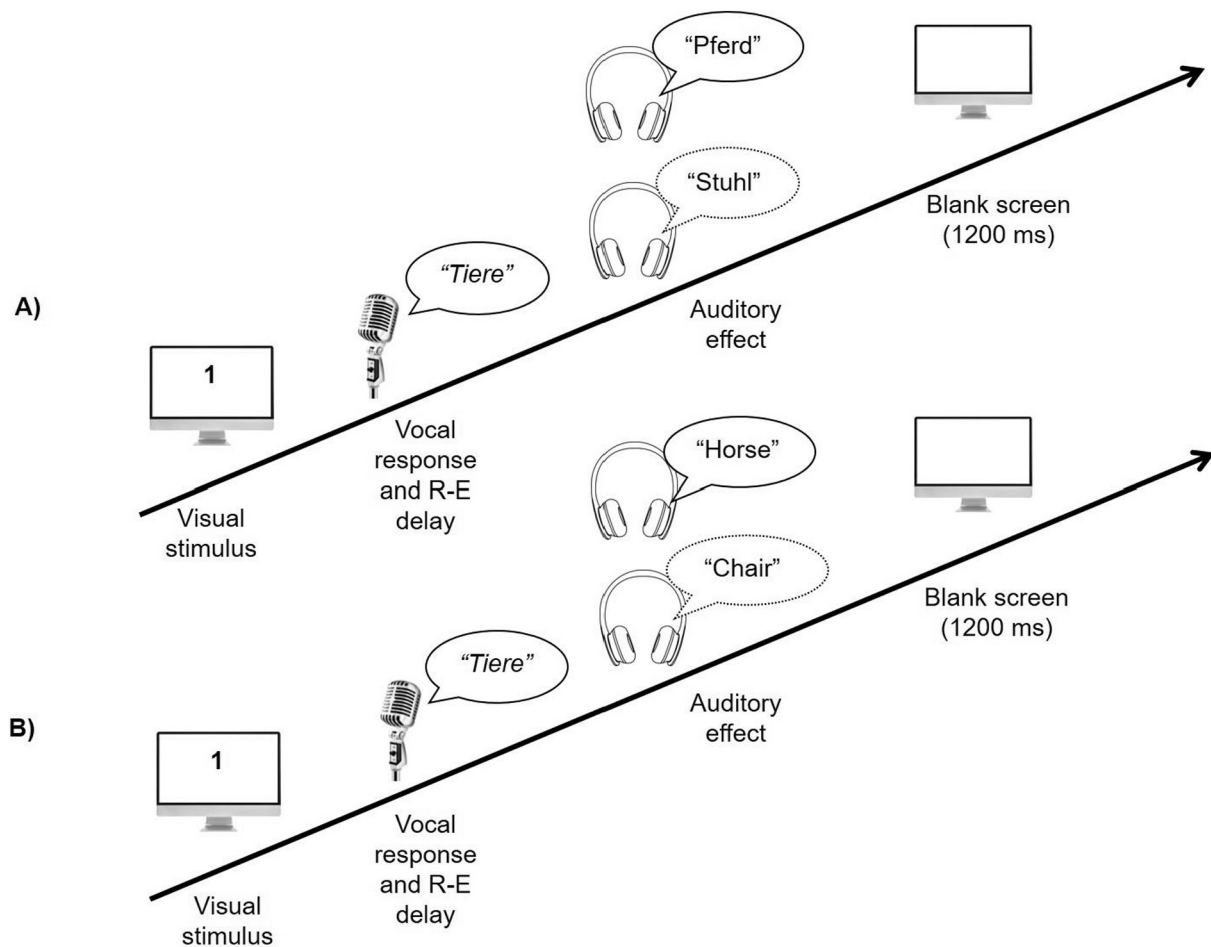 A)
1
Visual
stimulus
“Tiere”
Vocal
response
and R-E
delay
“Pferd”
“Stuhl”
Auditory
effect
Blank screen
(1200 ms)
B)
1
Visual
stimulus
“Tiere”
Vocal
response
and R-E
delay
“Horse”
“Chair”
Auditory
effect
Blank screen
(1200 ms)